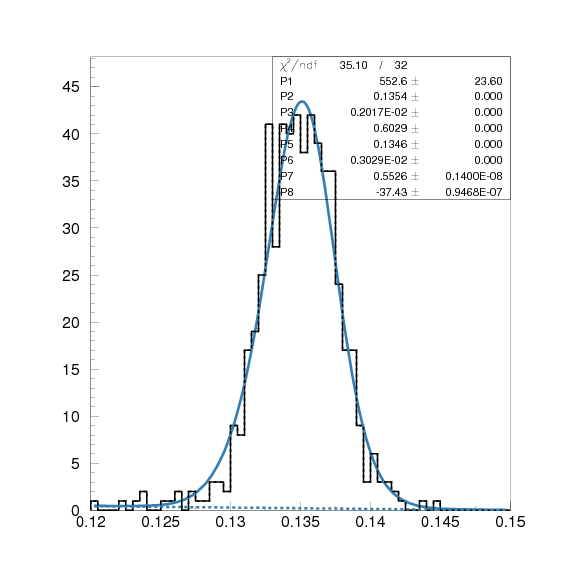 χ²/ndf 35.10 / 32
P1 552.6 ± 23.60
P2 0.1354 ± 0.000
P3 0.2017E-02 ± 0.000
P4 0.6029 ± 0.000
P5 0.1346 ± 0.000
P6 0.3029E-02 ± 0.000
P7 0.5526 ± 0.1400E-08
P8 -37.43 ± 0.9468E-07
45
40
35
30
25
20
15
10
5
0
0.12 0.125 0.13 0.135 0.14 0.145 0.15